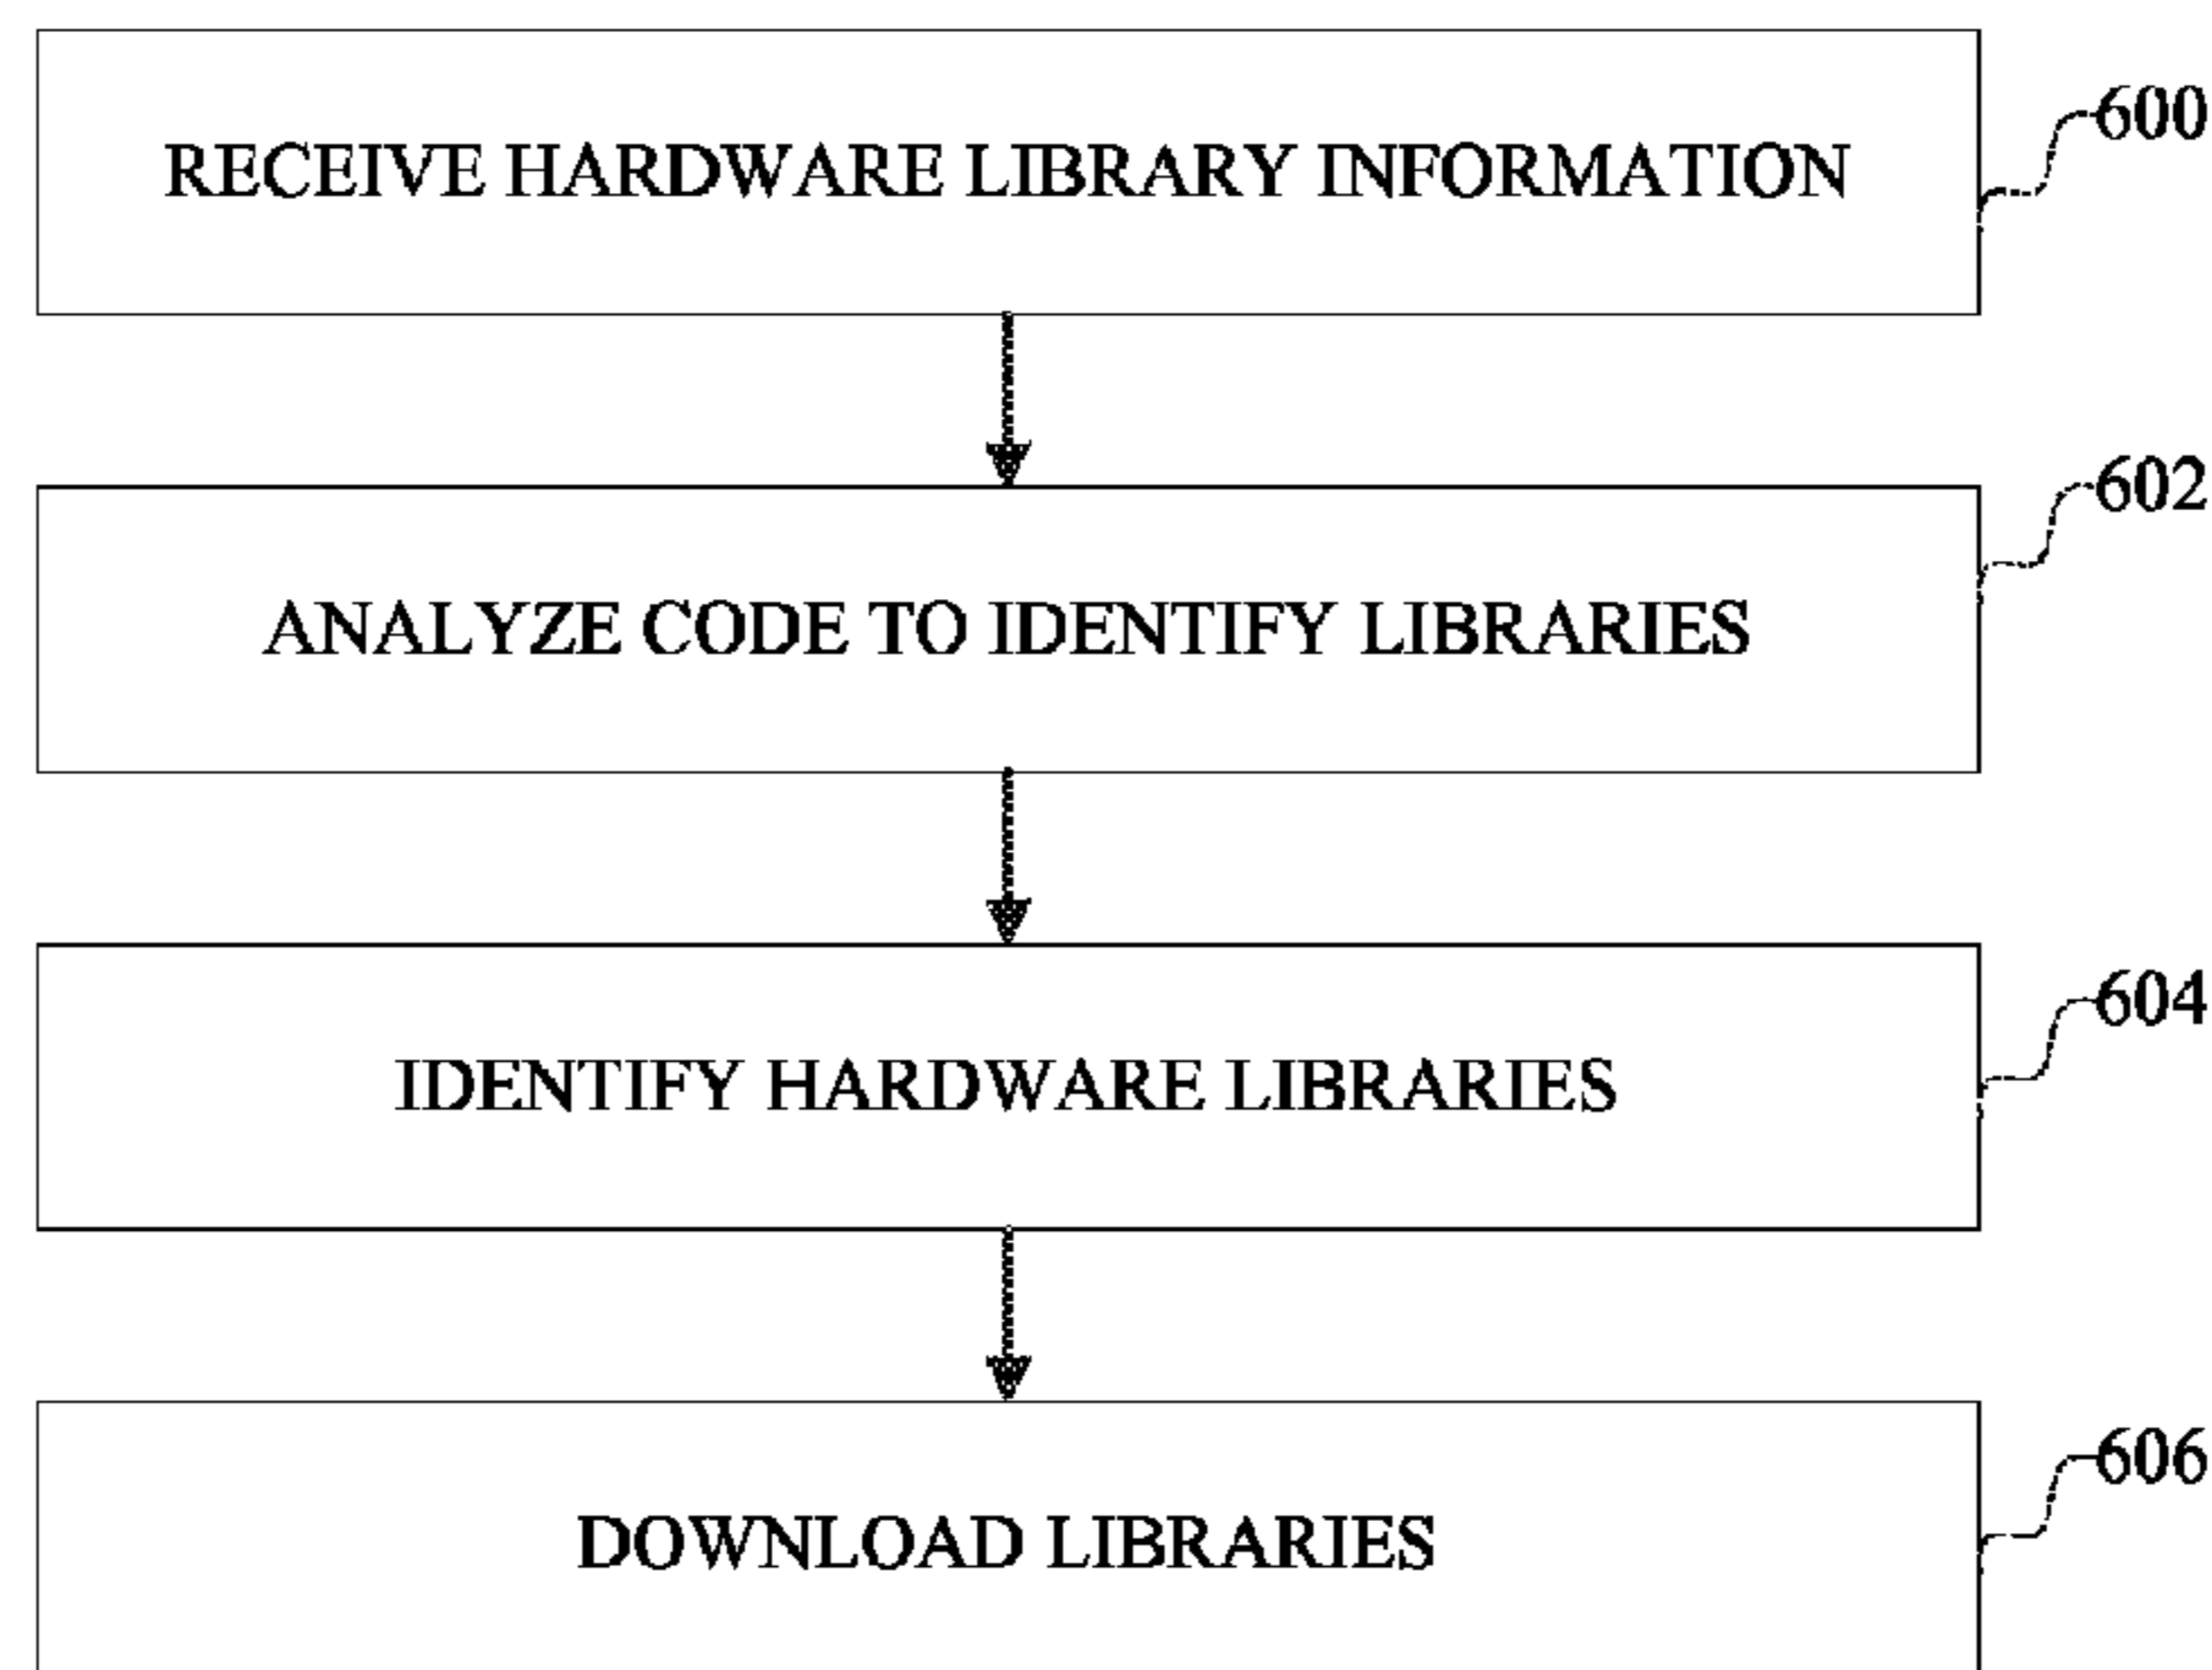 RECEIVE HARDWARE LIBRARY INFORMATION
600
ANALYZE CODE TO IDENTIFY LIBRARIES
602
IDENTIFY HARDWARE LIBRARIES
604
DOWNLOAD LIBRARIES
606